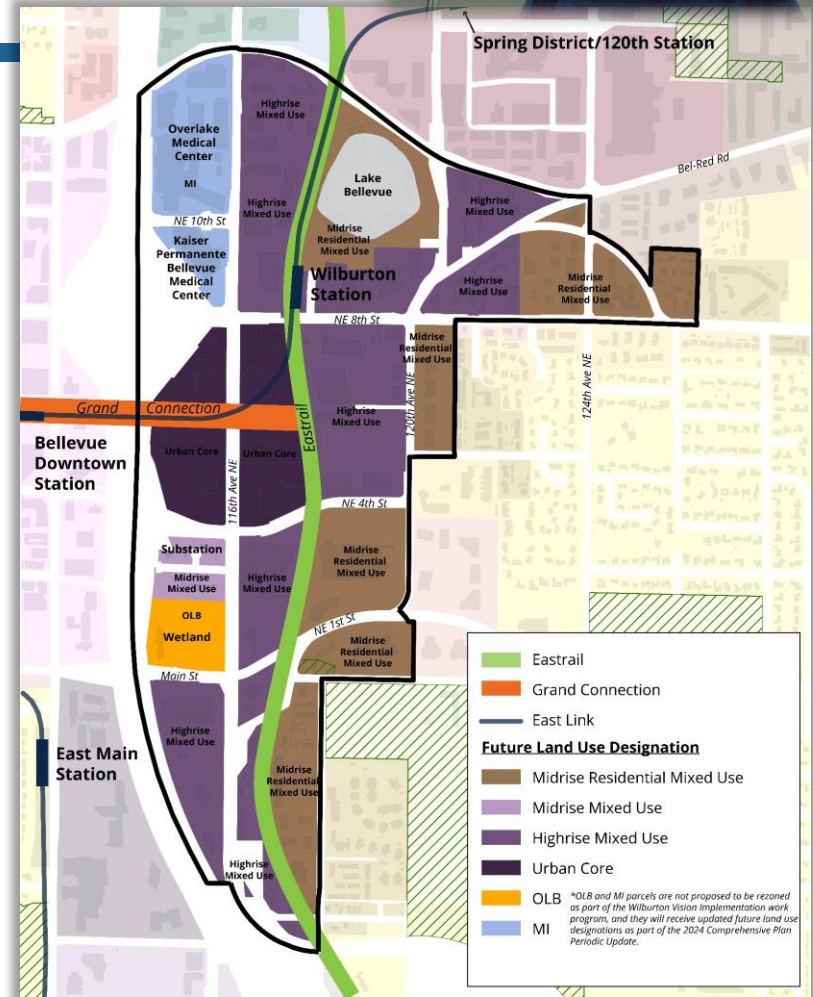 Spring District/120th Station
Highrise
Mixed Use
Overlake
Medical
Center
MI
Lake
Bellevue
Bel-Red Rd
Highrise
Mixed Use
Highrise
Mixed Use
NE 10th St
Midrise
Residential
Mixed Use
Kaiser
Permanente
Bellevue
Medical
Center
Wilburton
Station
Highrise
Mixed Use
Midrise
Residential
Mixed Use
NE 8th St
Midrise
Residential
Mixed Use
120th Ave NE
124th Ave NE
Grand Connection
Eastrail
Highrise
Mixed Use
Bellevue
Downtown
Station
Urban Core
Urban Core
116th Ave NE
NE 4th St
Substation
Midrise
Mixed Use
Highrise
Mixed Use
Midrise
Residential
Mixed Use
OLB
Wetland
NE 1st St
Midrise
Residential
Mixed Use
Main St
Highrise
Mixed Use
East Main
Station
Midrise
Residential
Mixed Use
Highrise
Mixed Use
Eastrail
Grand Connection
East Link
Future Land Use Designation
Midrise Residential Mixed Use
Midrise Mixed Use
Highrise Mixed Use
Urban Core
OLB
MI
*OLB and MI parcels are not proposed to be rezoned
as part of the Wilburton Vision Implementation work
program, and they will receive updated future land use
designations as part of the 2024 Comprehensive Plan
Periodic Update.